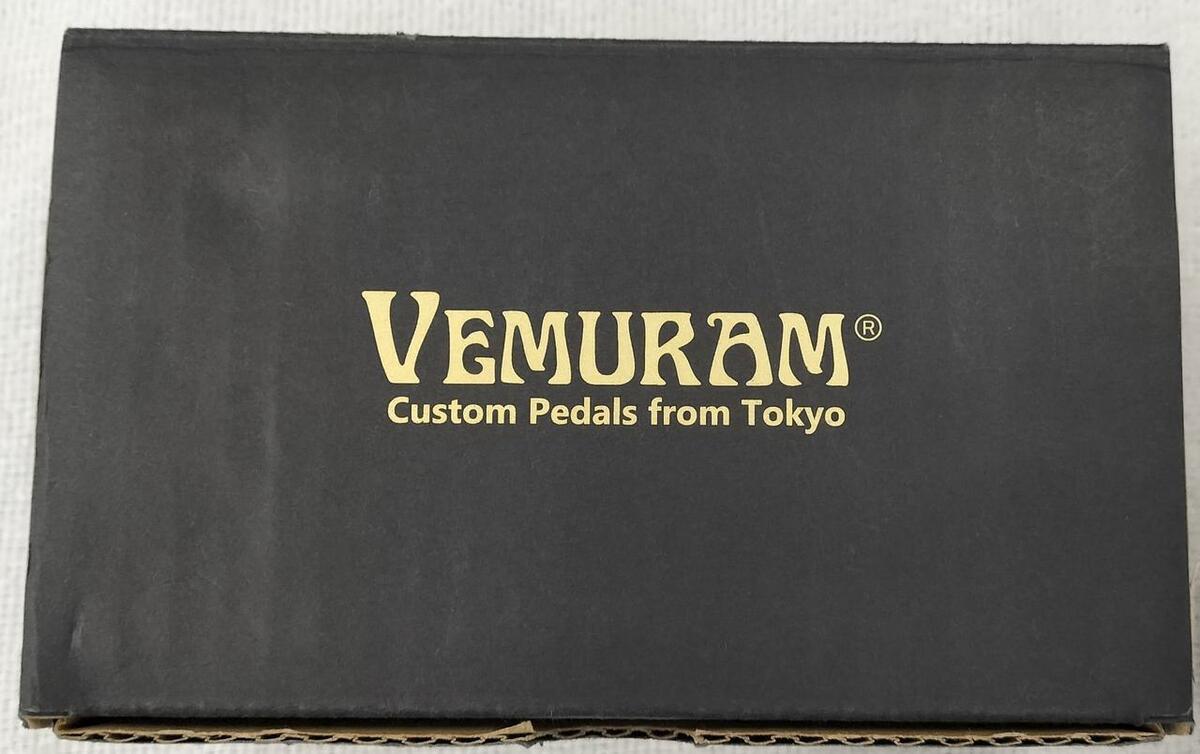 VEMURAM®
Custom Pedals from Tokyo